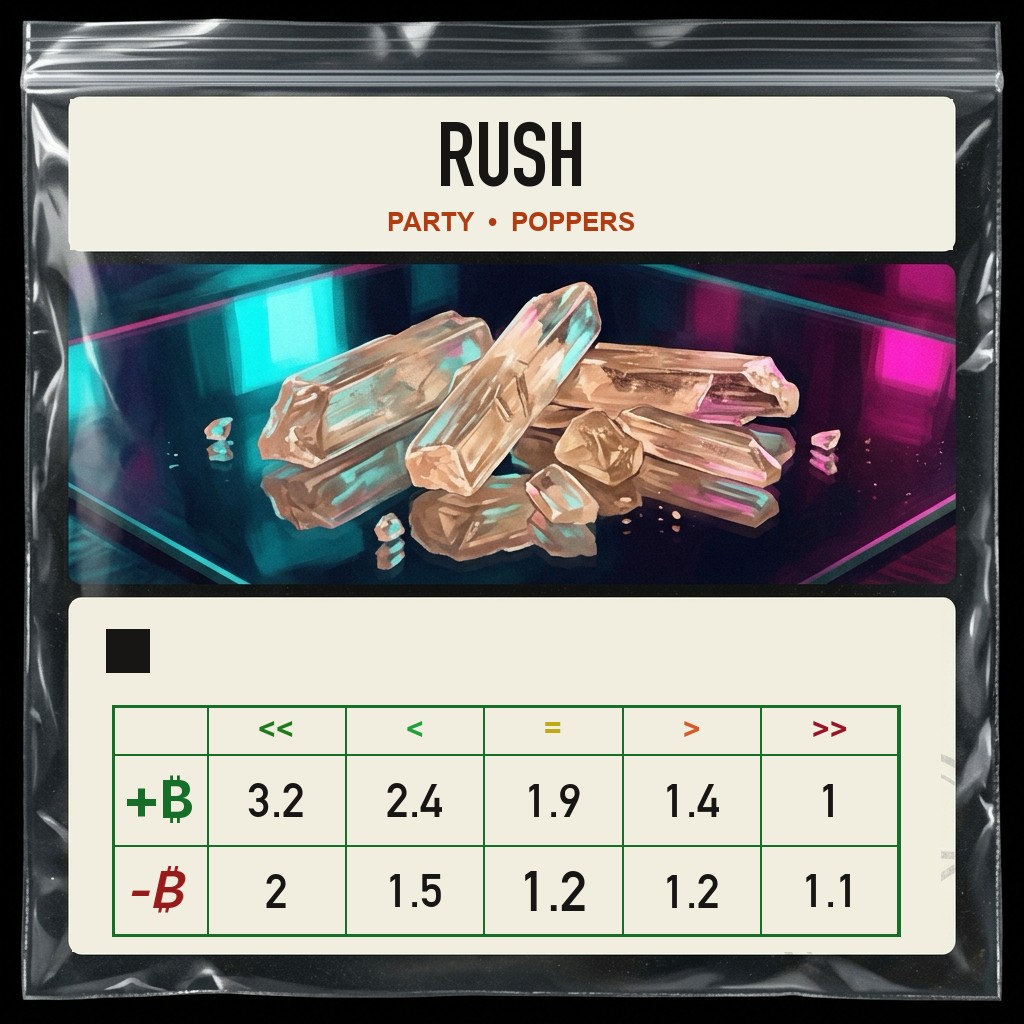 RUSH
PARTY • POPPERS
<< < = > >>
+₿ 3.2 2.4 1.9 1.4 1
-₿ 2 1.5 1.2 1.2 1.1